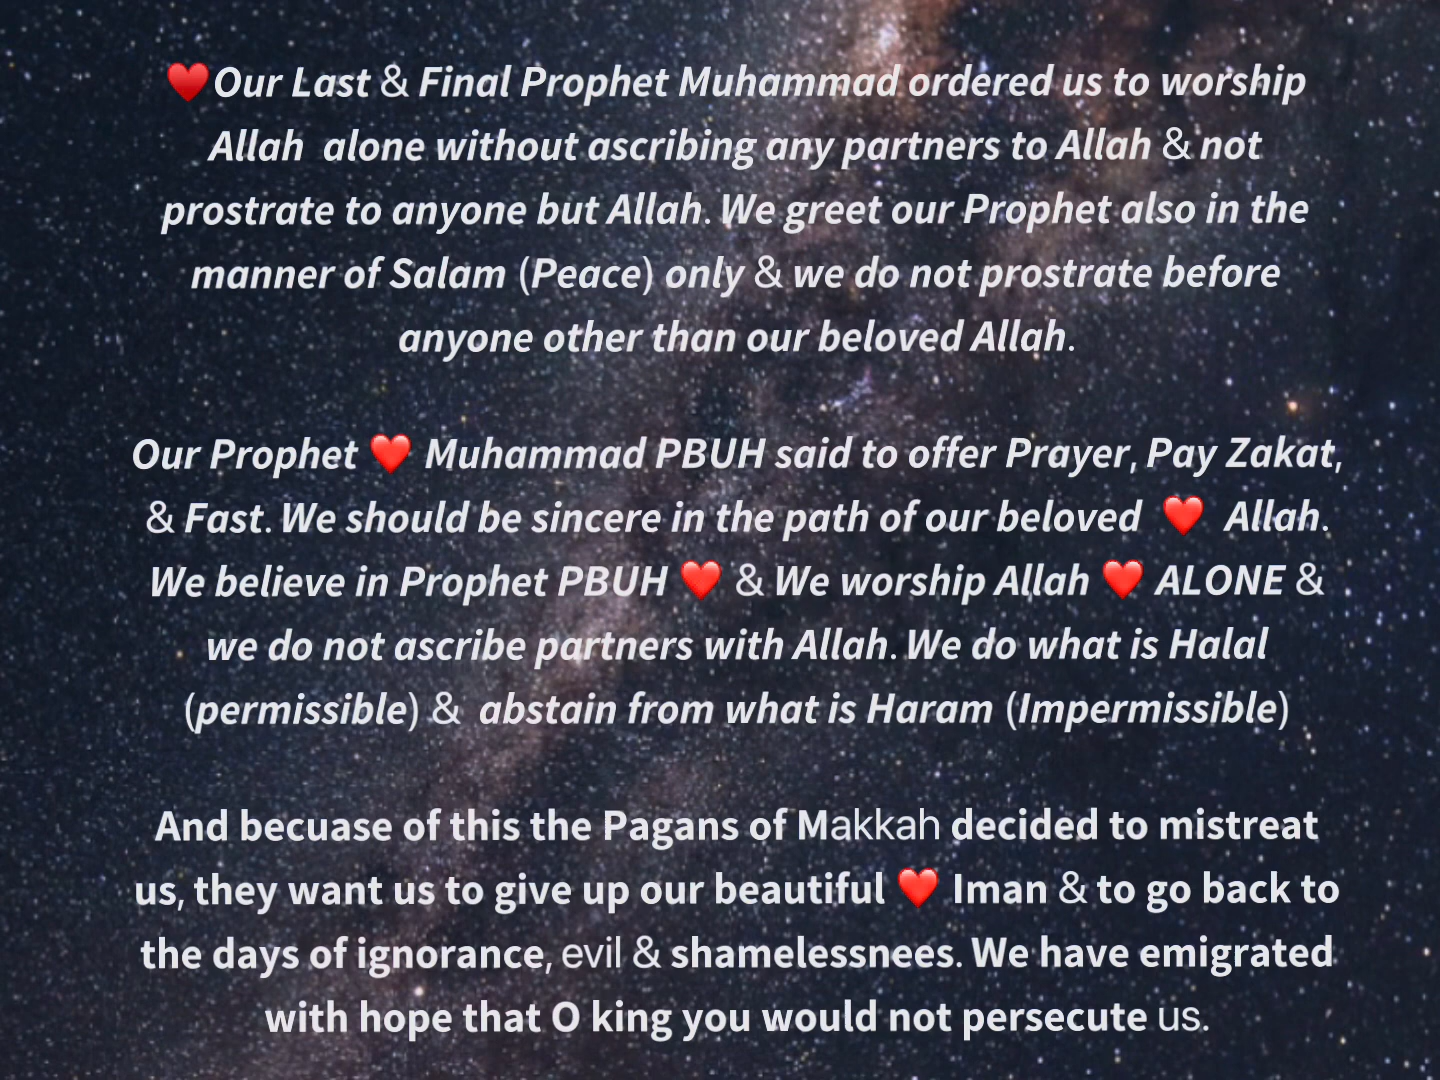 ❤️Our Last & Final Prophet Muhammad ordered us to worship
Allah alone without ascribing any partners to Allah & not
prostrate to anyone but Allah. We greet our Prophet also in the
manner of Salam (Peace) only & we do not prostrate before
anyone other than our beloved Allah.
Our Prophet ❤️ Muhammad PBUH said to offer Prayer, Pay Zakat,
& Fast. We should be sincere in the path of our beloved ❤️ Allah.
We believe in Prophet PBUH ❤️ & We worship Allah ❤️ ALONE &
we do not ascribe partners with Allah. We do what is Halal
(permissible) & abstain from what is Haram (Impermissible)
And becuase of this the Pagans of Makkah decided to mistreat
us, they want us to give up our beautiful ❤️ Iman & to go back to
the days of ignorance, evil & shamelessnees. We have emigrated
with hope that O king you would not persecute us.